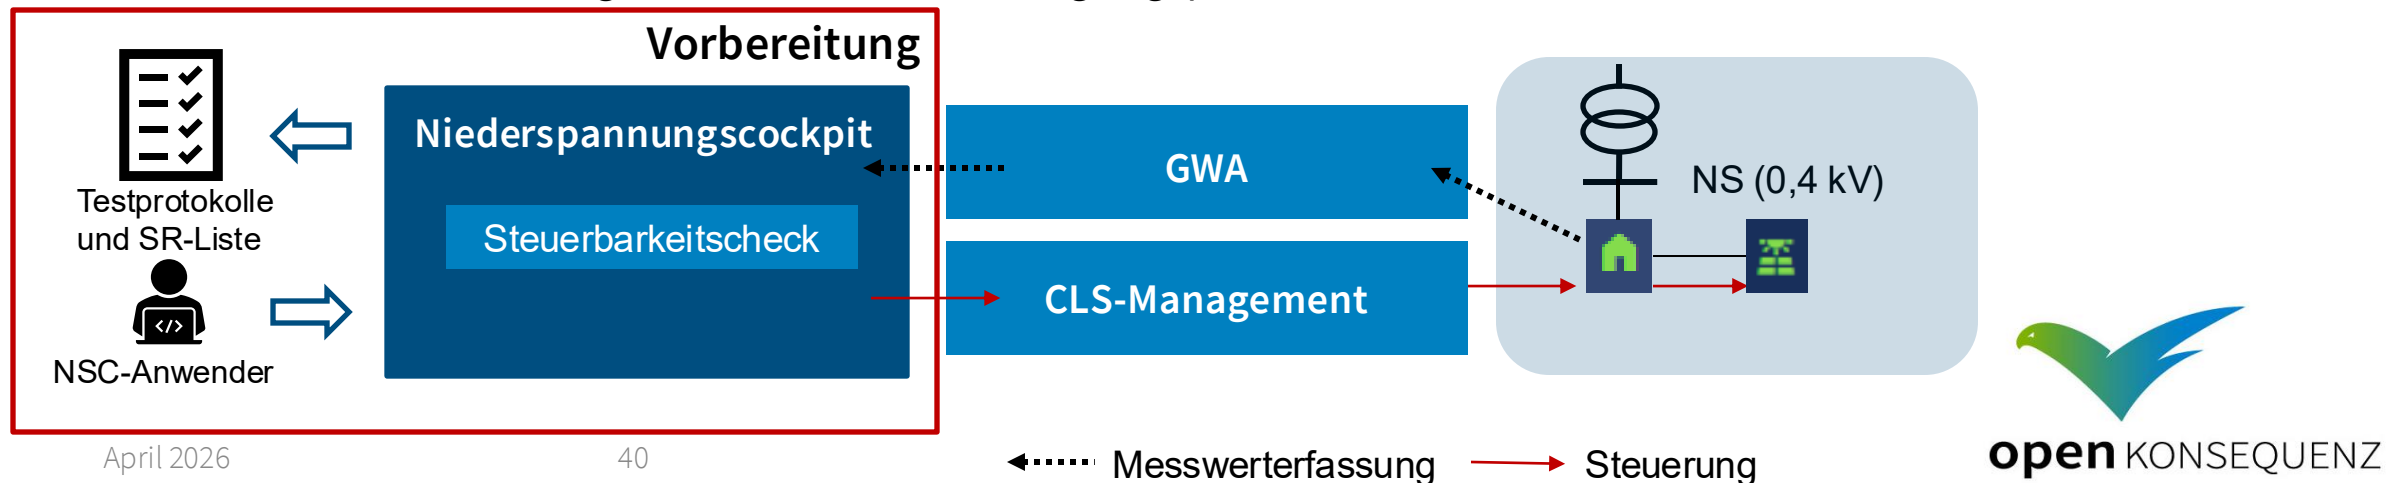 Vorbereitung
Niederspannungscockpit
Steuerbarkeitscheck
Testprotokolle
und SR-Liste
</>
NSC-Anwender
GWA
CLS-Management
NS (0,4 kV)
April 2026
40
Messwerterfassung
Steuerung
open KONSEQUENZ